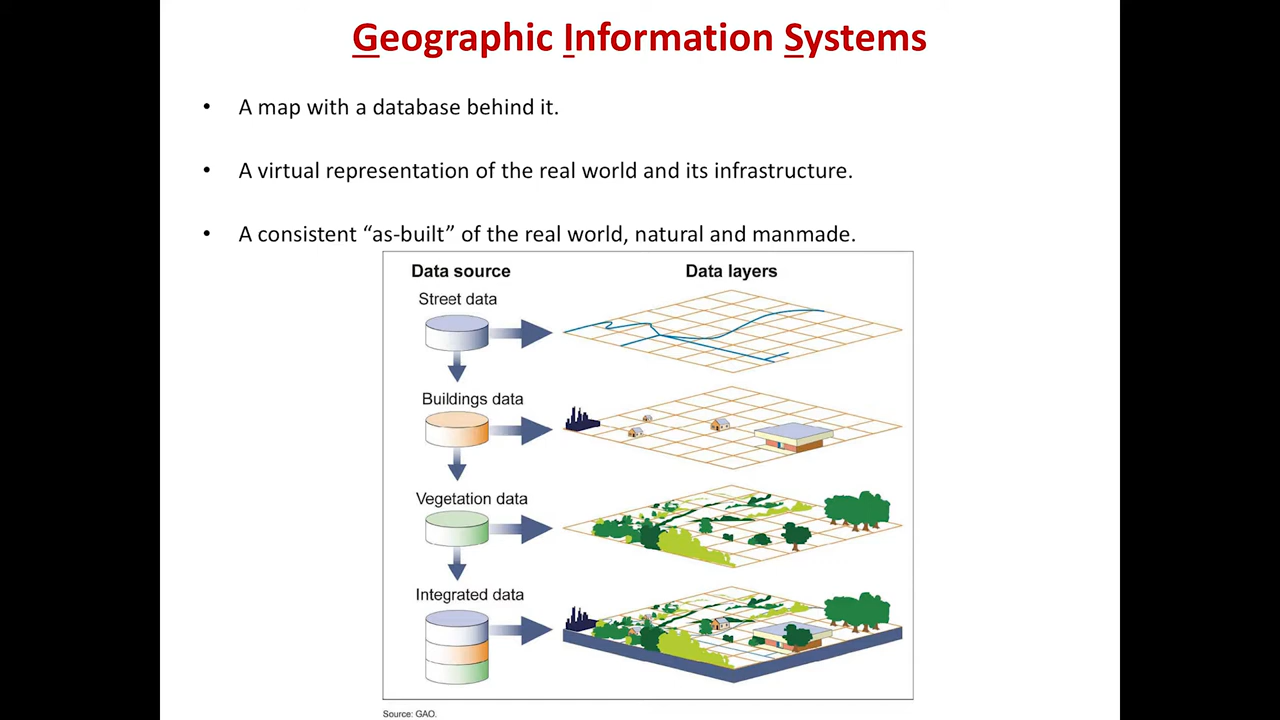 Geographic Information Systems
• A map with a database behind it.
• A virtual representation of the real world and its infrastructure.
• A consistent “as-built” of the real world, natural and manmade.
Data source
Data layers
Street data
Buildings data
Vegetation data
Integrated data
Source: GAO.